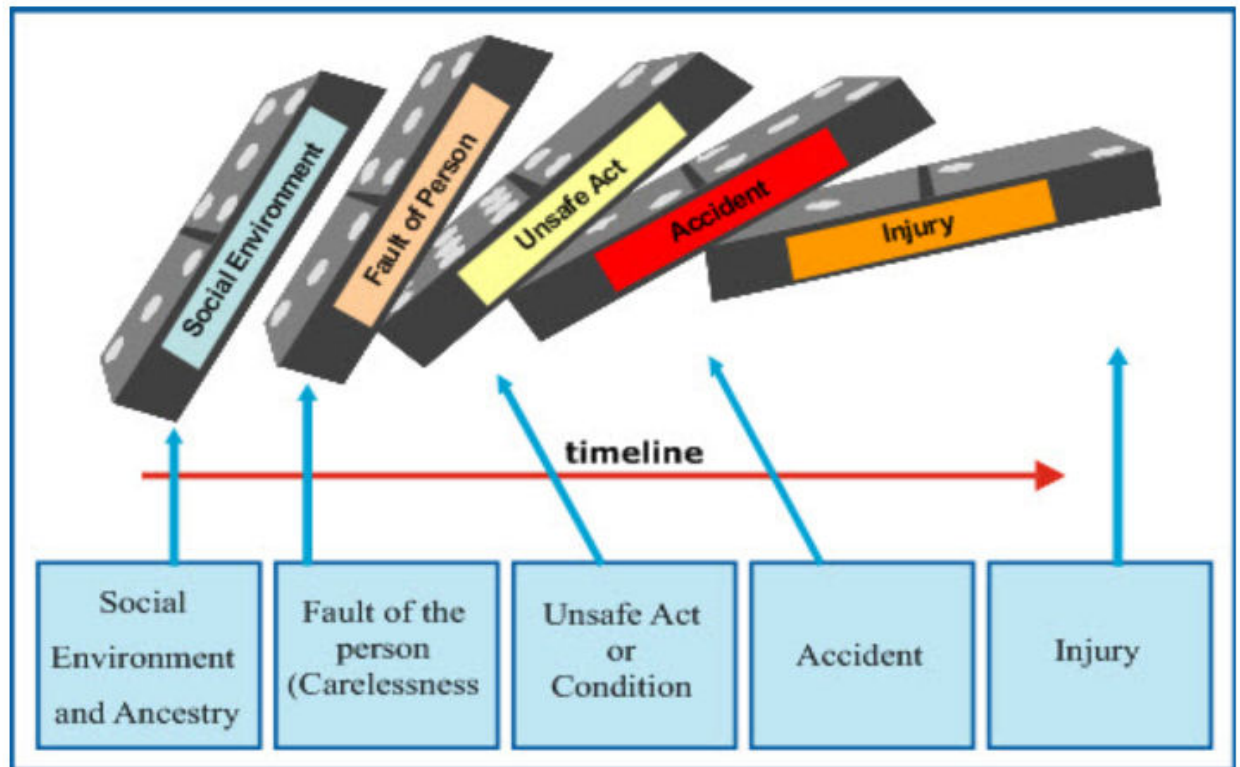 Social Environment
Fault of Person
Unsafe Act
Accident
Injury
timeline
Social
Environment
and Ancestry
Fault of the
person
(Carelessness
Unsafe Act
or
Condition
Accident
Injury